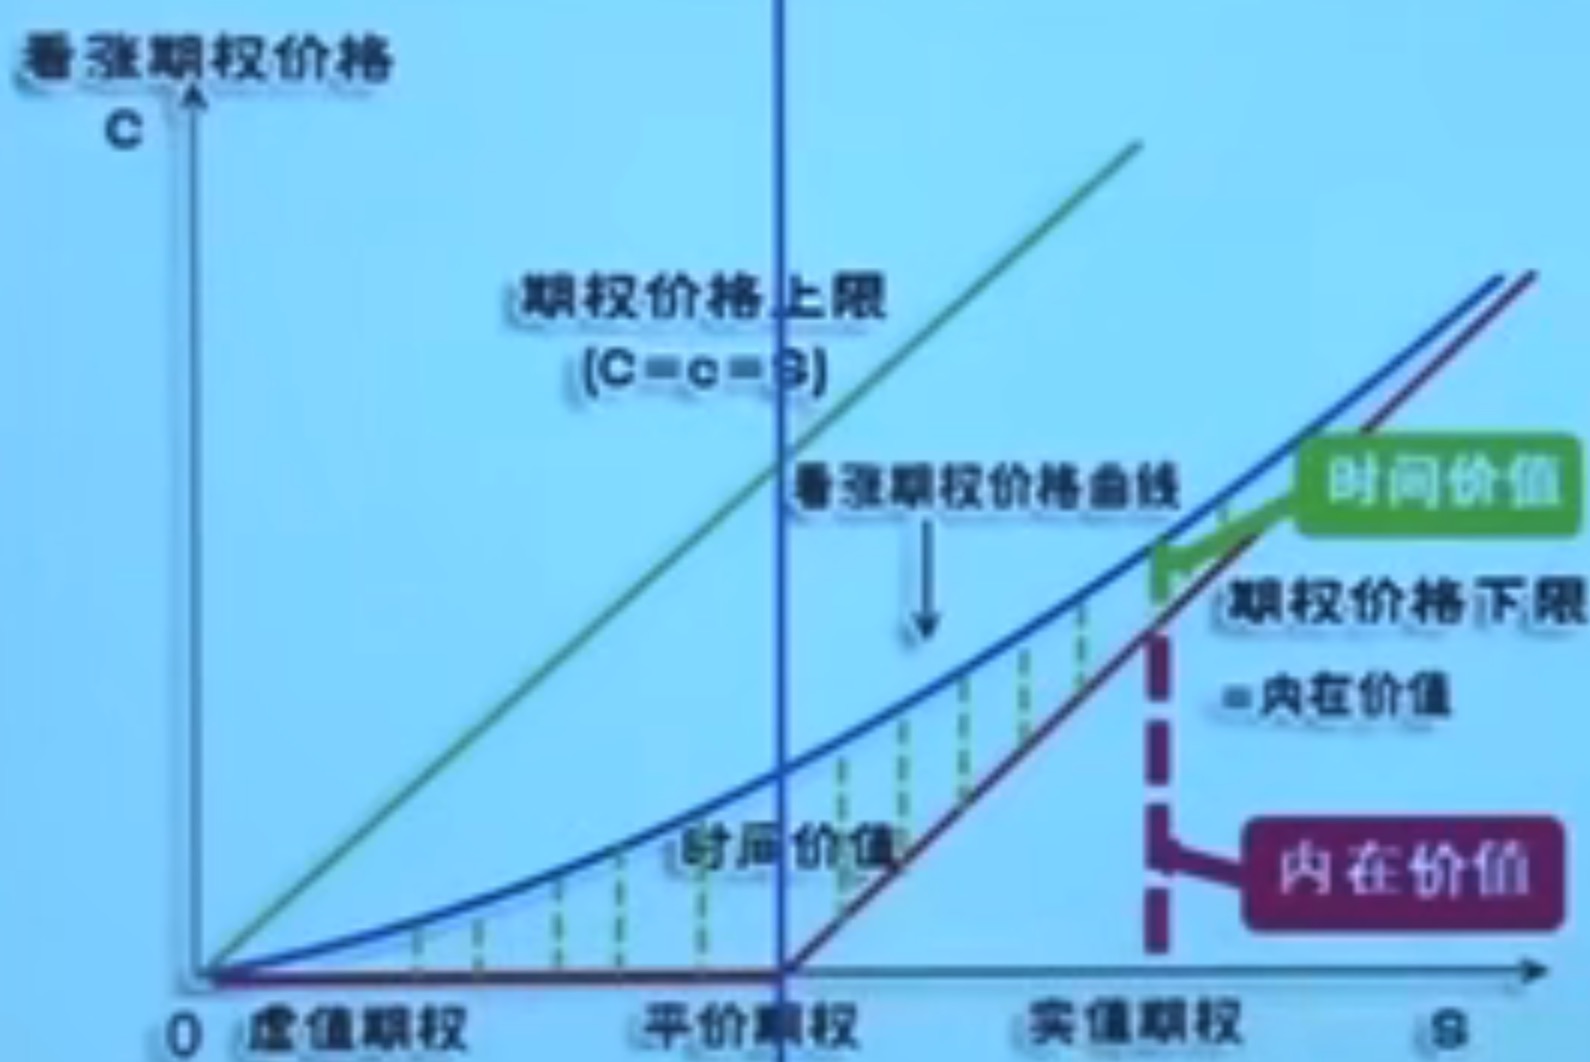 看涨期权价格
C
期权价格上限
(C=c=S)
看涨期权价格曲线
时间价值
期权价格下限
=内在价值
时间价值
内在价值
0
虚值期权
平价期权
实值期权
S